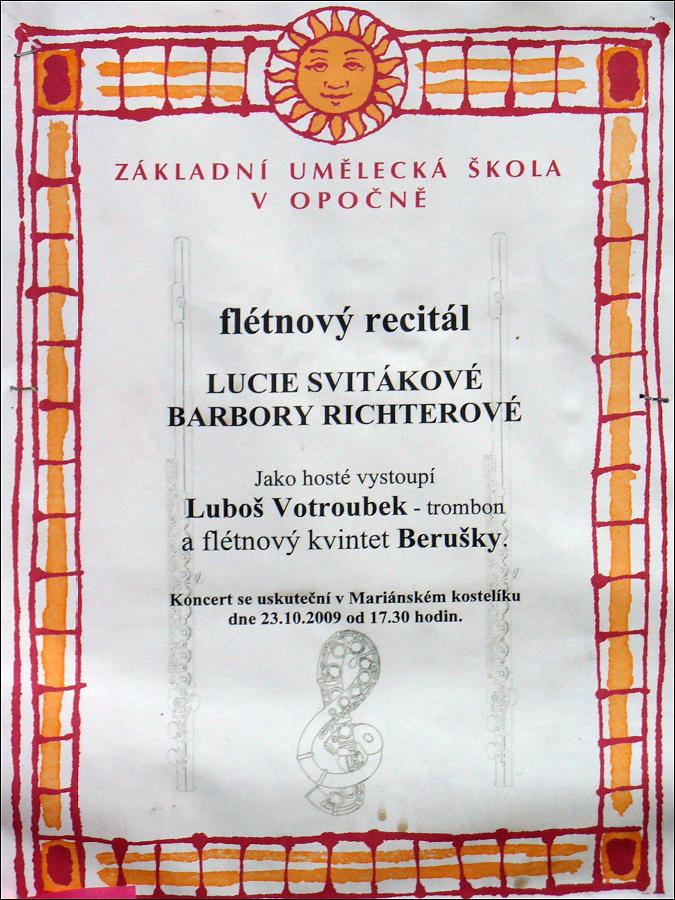 ZÁKLADNÍ UMĚLECKÁ ŠKOLA
V OPOČNĚ
flétnový recitál
LUCIE SVITÁKOVÉ
BARBORY RICHTEROVÉ
Jako hosté vystoupí
Luboš Votroubek - trombon
a flétnový kvintet Berušky.
Koncert se uskuteční v Mariánském kostelíku
dne 23.10.2009 od 17.30 hodin.